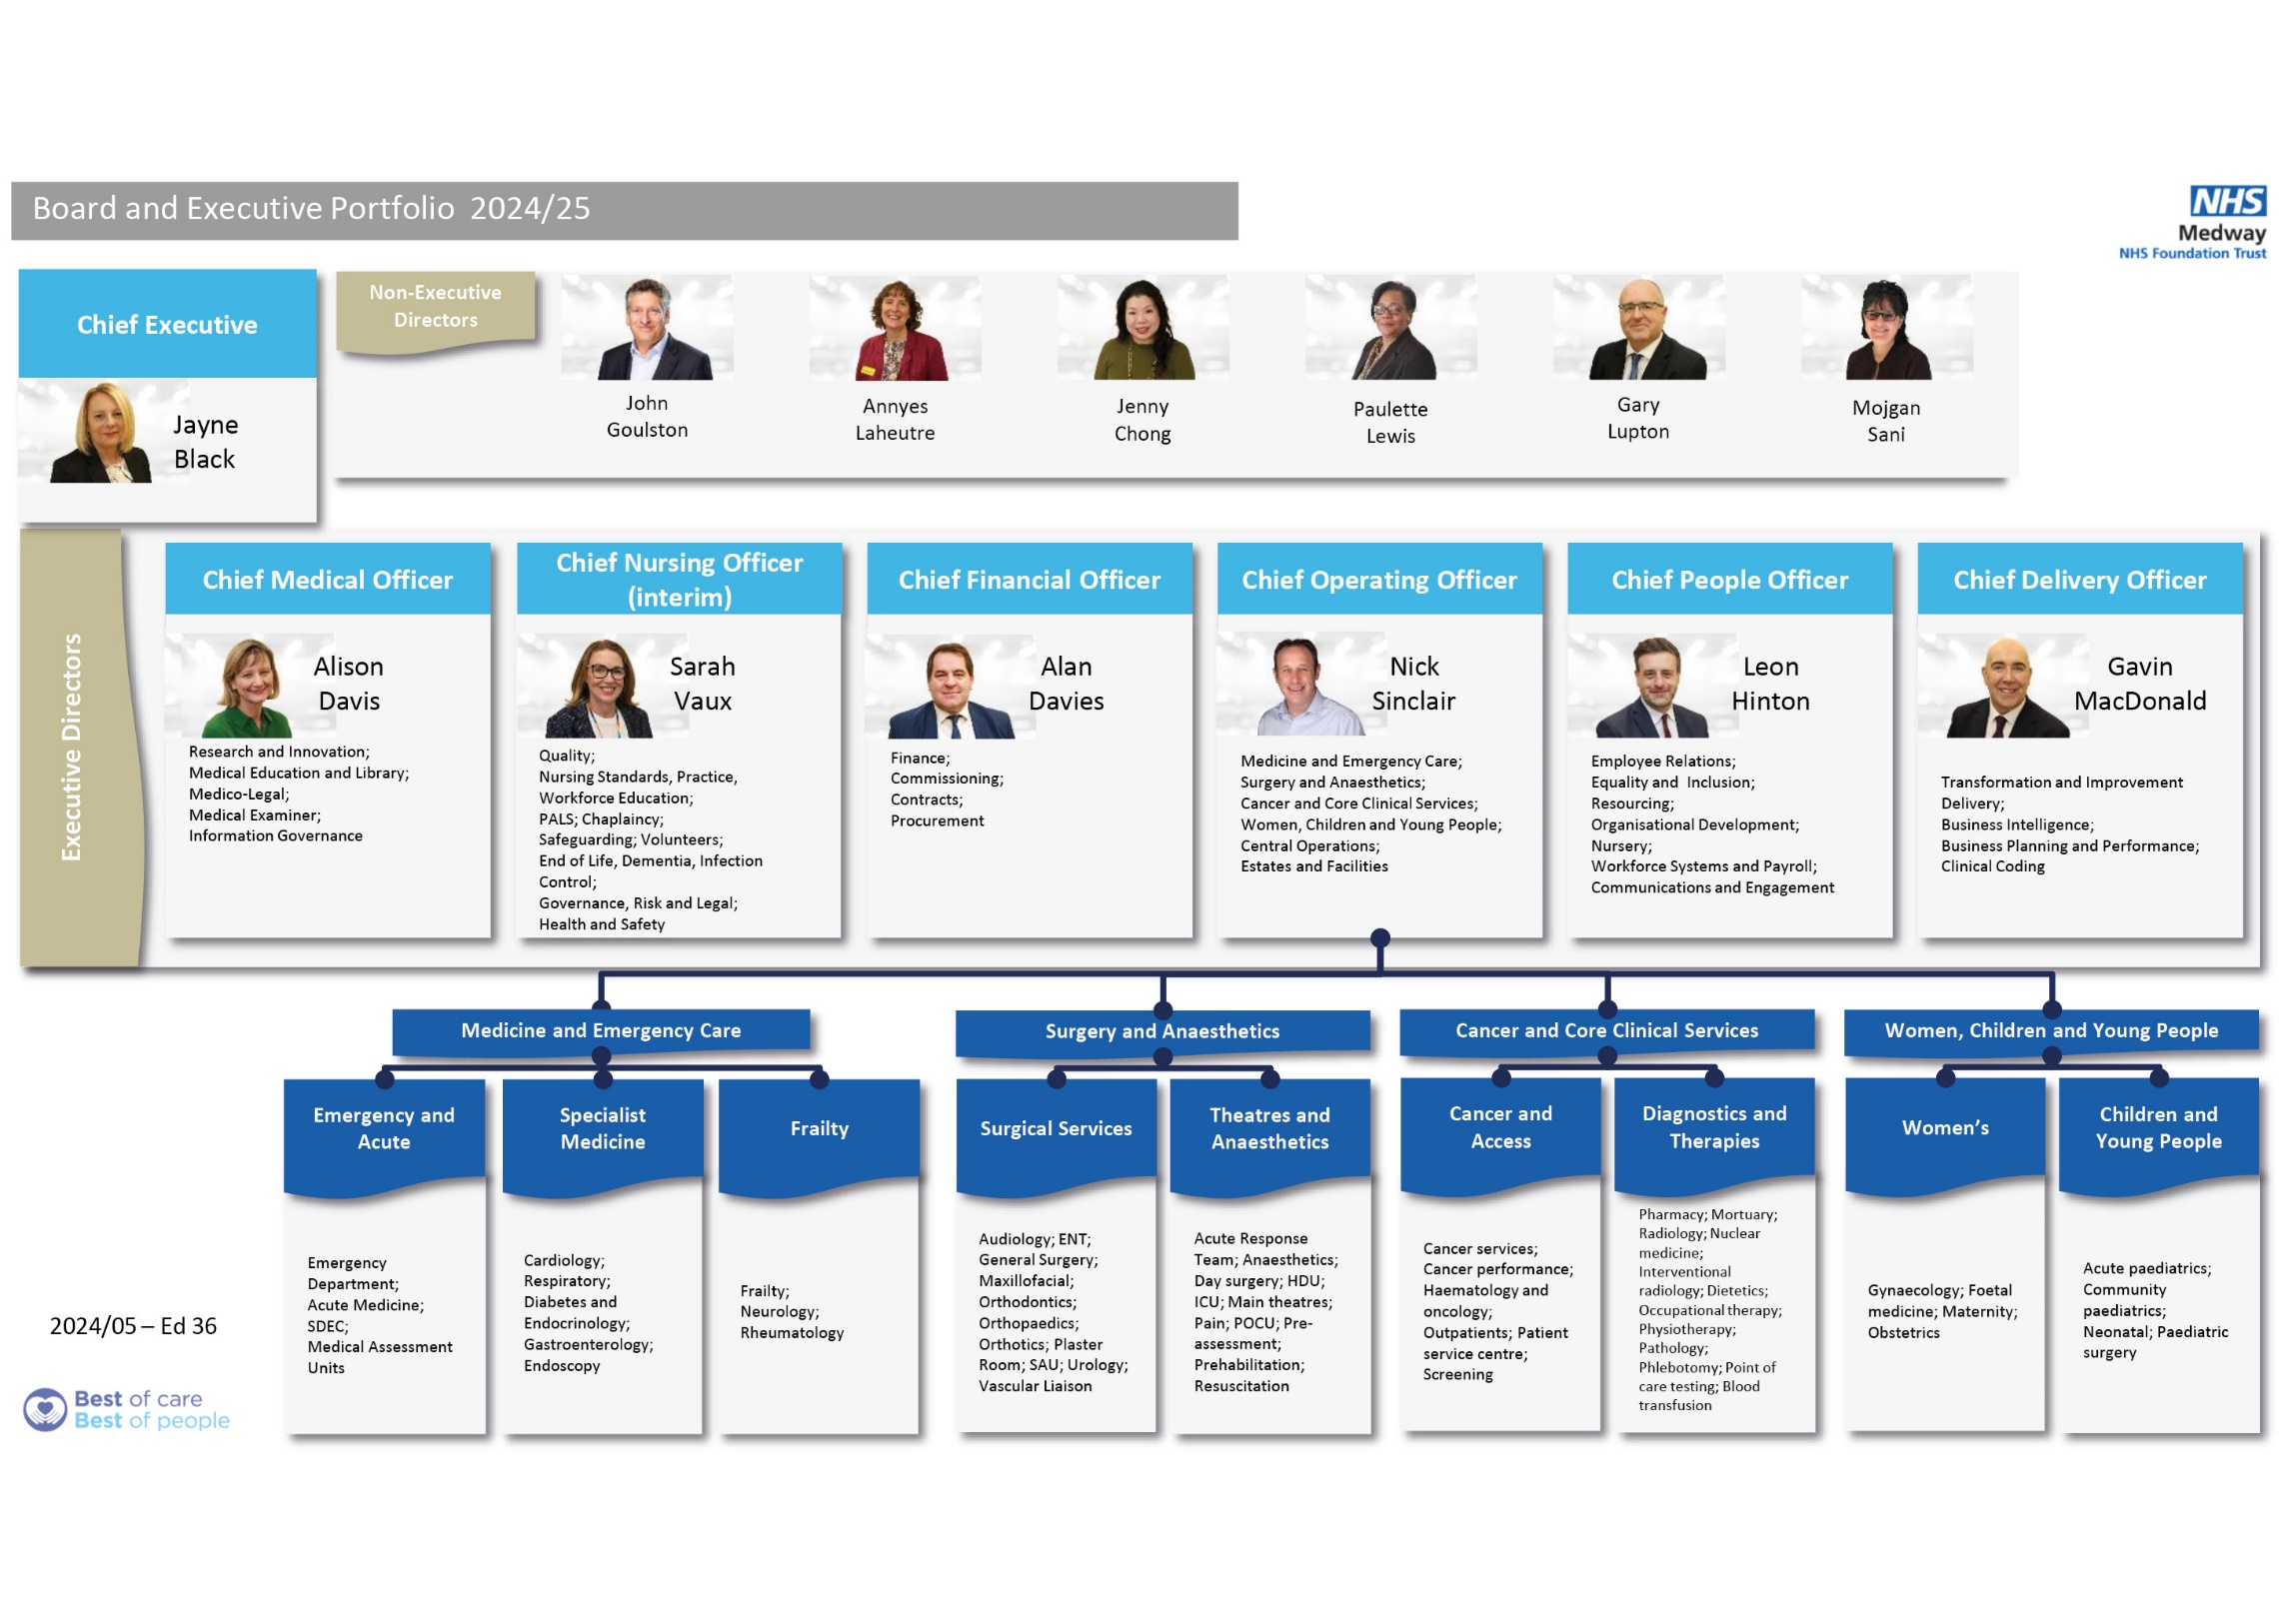 Board and Executive Portfolio 2024/25
NHS
Medway
NHS Foundation Trust
Chief Executive
Jayne
Black
Non-Executive
Directors
John
Goulston
Annyes
Laheutre
Jenny
Chong
Paulette
Lewis
Gary
Lupton
Mojgan
Sani
Executive Directors
Chief Medical Officer
Alison
Davis
Research and Innovation;
Medical Education and Library;
Medico-Legal;
Medical Examiner;
Information Governance
Chief Nursing Officer
(interim)
Sarah
Vaux
Quality;
Nursing Standards, Practice,
Workforce Education;
PALS; Chaplaincy;
Safeguarding; Volunteers;
End of Life, Dementia, Infection
Control;
Governance, Risk and Legal;
Health and Safety
Chief Financial Officer
Alan
Davies
Finance;
Commissioning;
Contracts;
Procurement
Chief Operating Officer
Nick
Sinclair
Medicine and Emergency Care;
Surgery and Anaesthetics;
Cancer and Core Clinical Services;
Women, Children and Young People;
Central Operations;
Estates and Facilities
Chief People Officer
Leon
Hinton
Employee Relations;
Equality and Inclusion;
Resourcing;
Organisational Development;
Nursery;
Workforce Systems and Payroll;
Communications and Engagement
Chief Delivery Officer
Gavin
MacDonald
Transformation and Improvement
Delivery;
Business Intelligence;
Business Planning and Performance;
Clinical Coding
Medicine and Emergency Care
Emergency and
Acute
Emergency
Department;
Acute Medicine;
SDEC;
Medical Assessment
Units
Specialist
Medicine
Cardiology;
Respiratory;
Diabetes and
Endocrinology;
Gastroenterology;
Endoscopy
Frailty
Frailty;
Neurology;
Rheumatology
Surgery and Anaesthetics
Surgical Services
Audiology; ENT;
General Surgery;
Maxillofacial;
Orthodontics;
Orthopaedics;
Orthotics; Plaster
Room; SAU; Urology;
Vascular Liaison
Theatres and
Anaesthetics
Acute Response
Team; Anaesthetics;
Day surgery; HDU;
ICU; Main theatres;
Pain; POCU; Pre-
assessment;
Prehabilitation;
Resuscitation
Cancer and Core Clinical Services
Cancer and
Access
Cancer services;
Cancer performance;
Haematology and
oncology;
Outpatients; Patient
service centre;
Screening
Diagnostics and
Therapies
Pharmacy; Mortuary;
Radiology; Nuclear
medicine;
Interventional
radiology; Dietetics;
Occupational therapy;
Physiotherapy;
Pathology;
Phlebotomy; Point of
care testing; Blood
transfusion
Women, Children and Young People
Women's
Gynaecology; Foetal
medicine; Maternity;
Obstetrics
Children and
Young People
Acute paediatrics;
Community
paediatrics;
Neonatal; Paediatric
surgery
2024/05 – Ed 36
Best of care
Best of people